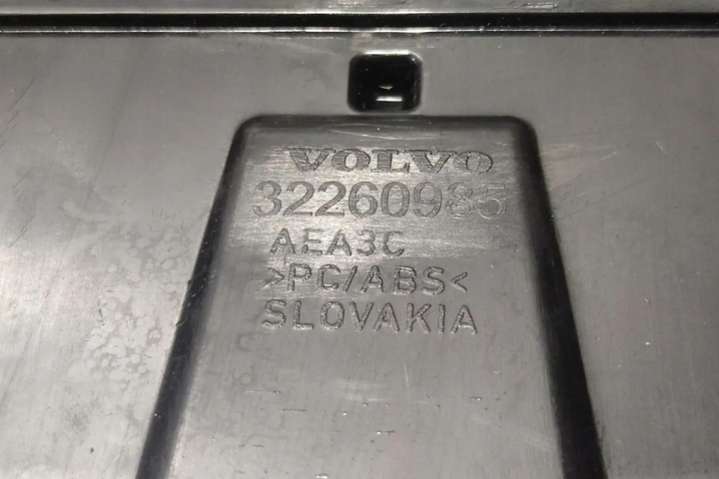 VOLVO
32260985
AEA3C
>PC/ABS<
SLOVAKIA